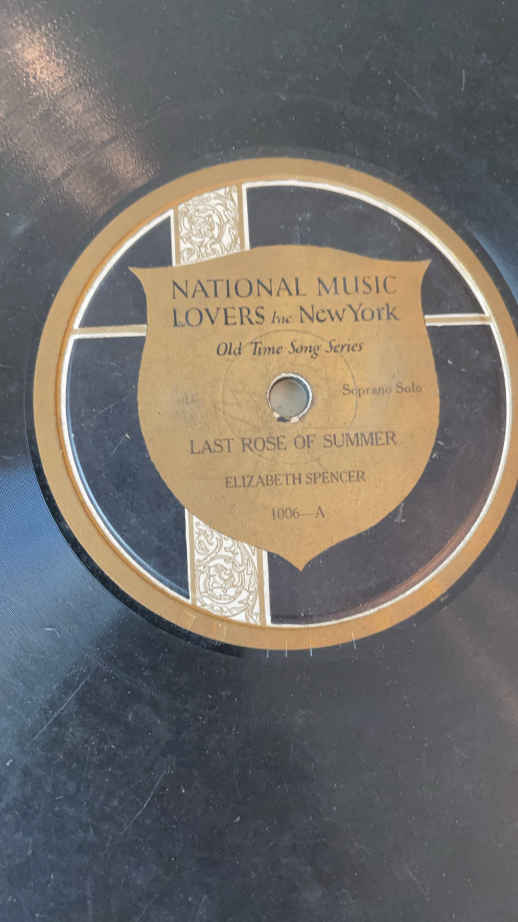 NATIONAL MUSIC
LOVERS Inc New York
Old Time Song Series
Soprano Solo
LAST ROSE OF SUMMER
ELIZABETH SPENCER
1006—A